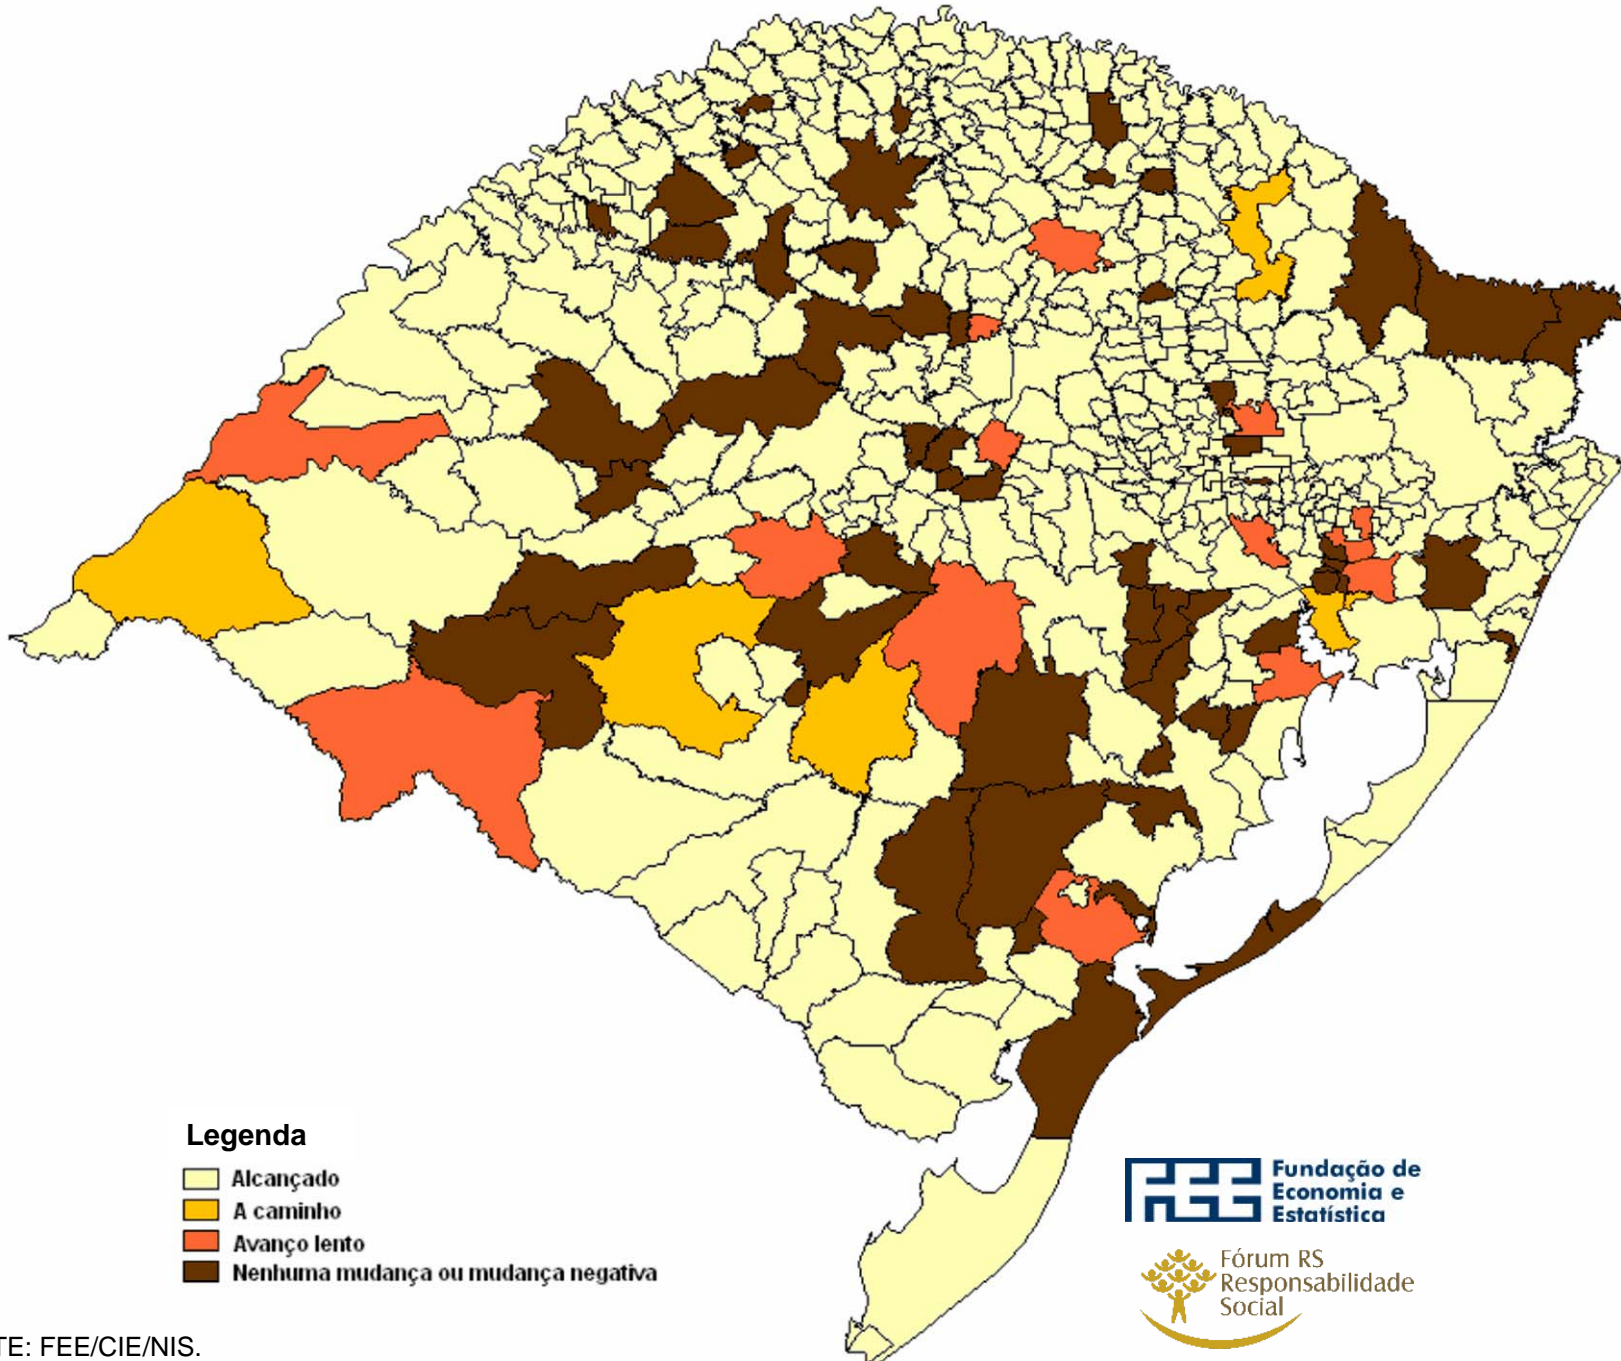 Legenda
Alcançado
A caminho
Avanço lento
Nenhuma mudança ou mudança negativa
FEE Fundação de
Economia e
Estatística
Fórum RS
Responsabilidade
Social
TE: FEE/CIE/NIS.